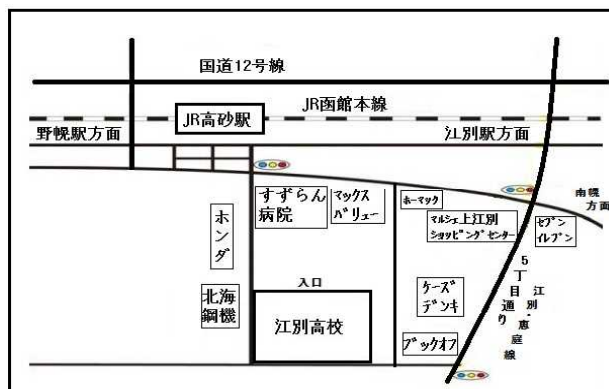 国道12号線
JR函館本線
JR高砂駅
野幌駅方面
江別駅方面
すずらん
病院
マックス
バリュー
ホーマック
マルシェ上江別
ショッピングセンター
セブン
イレブン
南幌
方面
ホンダ
北海
鋼機
入口
江別高校
ケーズ
デンキ
ブックオフ
5丁目通り
江別・恵庭線